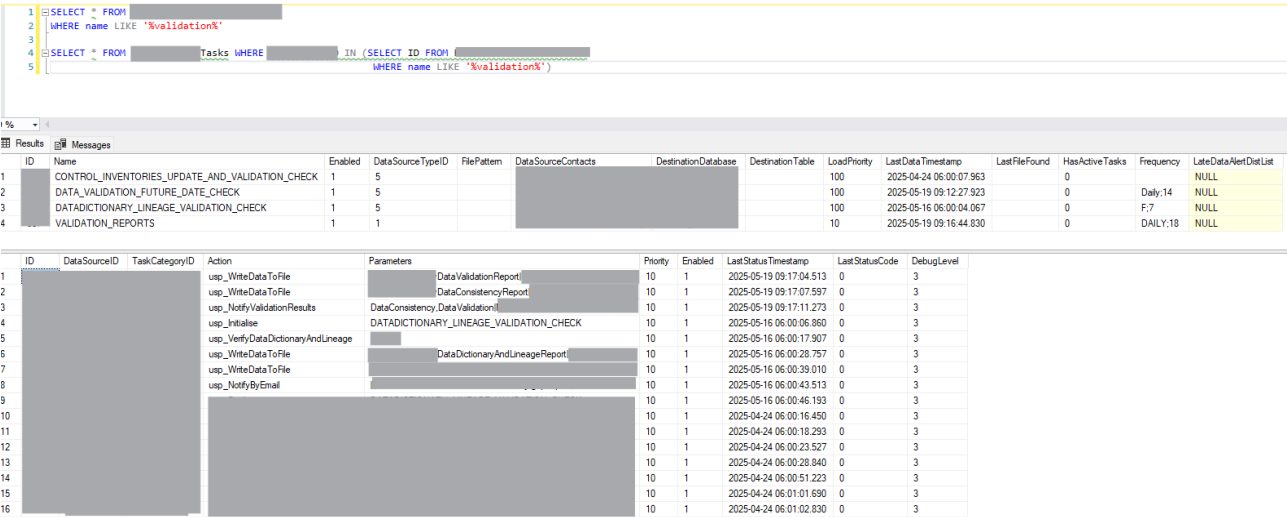 1 SELECT * FROM
2 WHERE name LIKE '%validation%'
3
4 SELECT * FROM Tasks WHERE IN (SELECT ID FROM
5 WHERE name LIKE '%validation%')
%
Results Messages
ID Name Enabled DataSourceTypeID FilePattern DataSourceContacts DestinationDatabase DestinationTable LoadPriority LastDataTimestamp LastFileFound HasActiveTasks Frequency LateDataAlertDistList
1 CONTROL_INVENTORIES_UPDATE_AND_VALIDATION_CHECK 1 5 100 2025-04-24 06:00:07.963 0 NULL
2 DATA_VALIDATION_FUTURE_DATE_CHECK 1 5 100 2025-05-19 09:12:27.923 0 Daily;14 NULL
3 DATADICTIONARY_LINEAGE_VALIDATION_CHECK 1 5 100 2025-05-16 06:00:04.067 0 F;7 NULL
4 VALIDATION_REPORTS 1 1 10 2025-05-19 09:16:44.830 0 DAILY;18 NULL
ID DataSourceID TaskCategoryID Action Parameters Priority Enabled LastStatusTimestamp LastStatusCode DebugLevel
1 usp_WriteDataToFile DataValidationReport 10 1 2025-05-19 09:17:04.513 0 3
2 usp_WriteDataToFile DataConsistencyReport 10 1 2025-05-19 09:17:07.597 0 3
3 usp_NotifyValidationResults DataConsistency,DataValidation 10 1 2025-05-19 09:17:11.273 0 3
4 usp_Initialise DATADICTIONARY_LINEAGE_VALIDATION_CHECK 10 1 2025-05-16 06:00:06.860 0 3
5 usp_VerifyDataDictionaryAndLineage 10 1 2025-05-16 06:00:17.907 0 3
6 usp_WriteDataToFile DataDictionaryAndLineageReport 10 1 2025-05-16 06:00:28.757 0 3
7 usp_WriteDataToFile 10 1 2025-05-16 06:00:39.010 0 3
8 usp_NotifyByEmail 10 1 2025-05-16 06:00:43.513 0 3
9 10 1 2025-05-16 06:00:46.193 0 3
10 10 1 2025-04-24 06:00:16.450 0 3
11 10 1 2025-04-24 06:00:18.293 0 3
12 10 1 2025-04-24 06:00:23.527 0 3
13 10 1 2025-04-24 06:00:28.840 0 3
14 10 1 2025-04-24 06:00:51.223 0 3
15 10 1 2025-04-24 06:01:01.690 0 3
16 10 1 2025-04-24 06:01:02.830 0 3